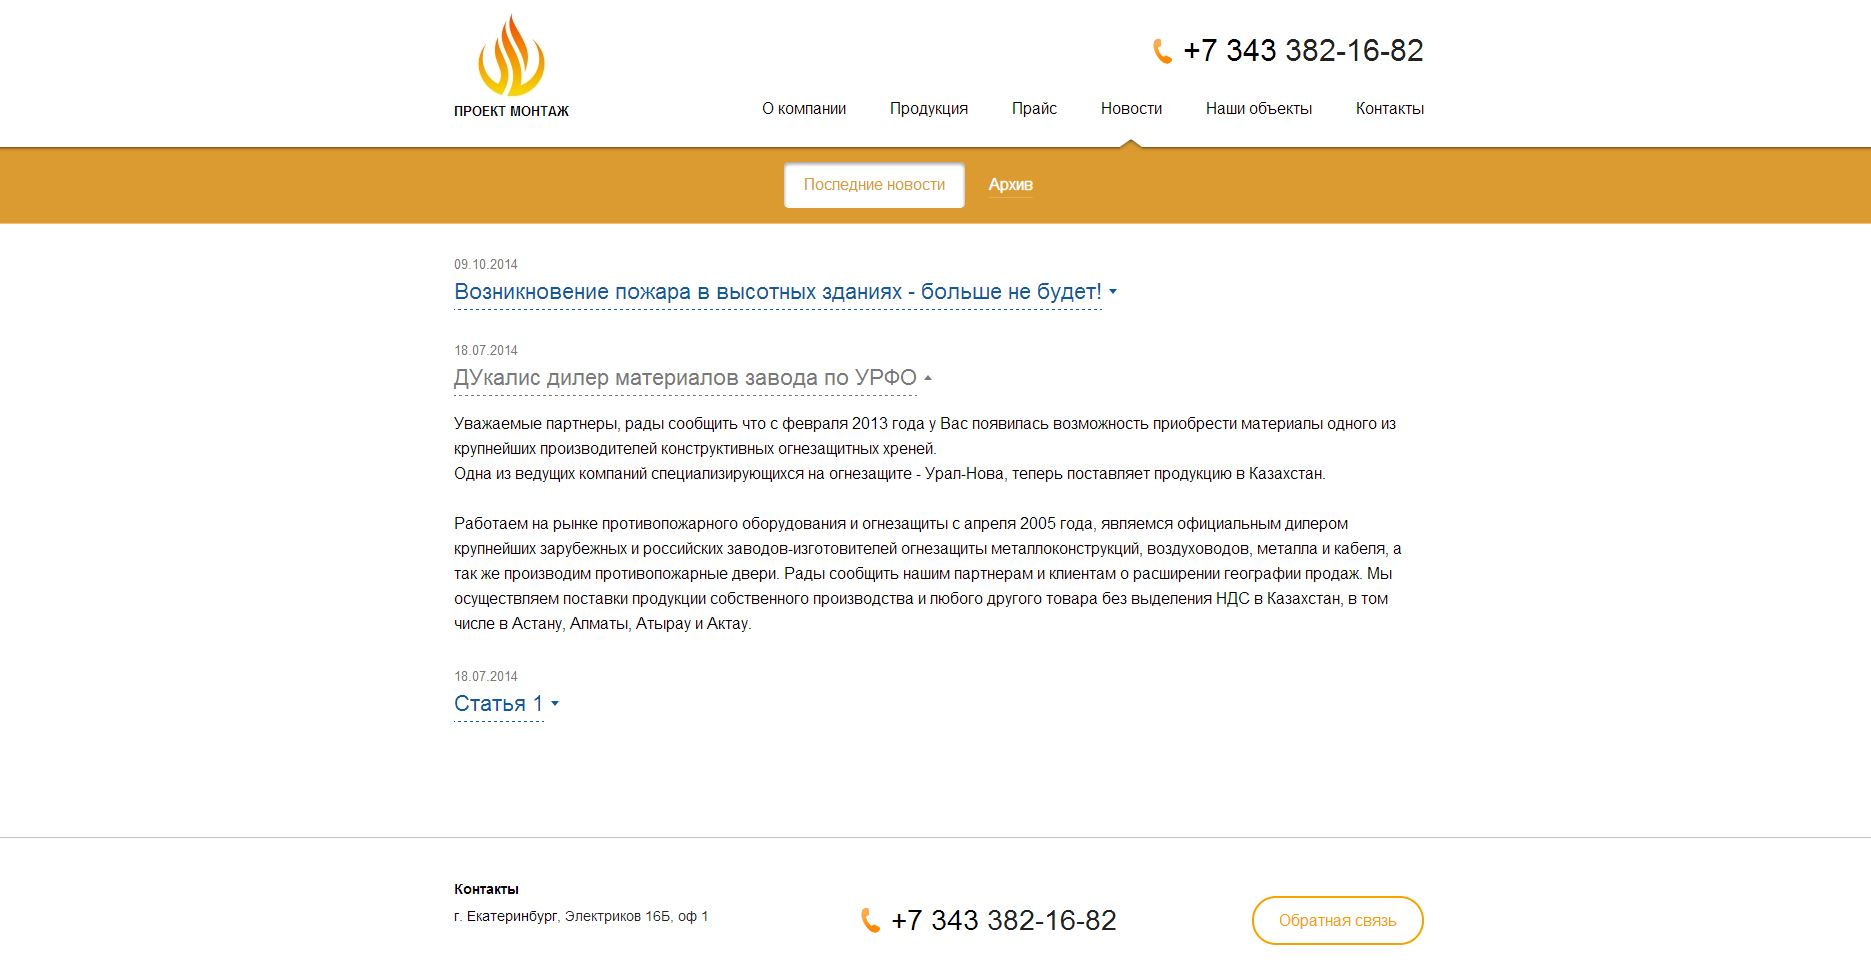 ПРОЕКТ МОНТАЖ
+7 343 382-16-82
О компании Продукция Прайс Новости Наши объекты Контакты
Последние новости Архив
09.10.2014
Возникновение пожара в высотных зданиях - больше не будет!
18.07.2014
ДУкалис дилер материалов завода по УРФО
Уважаемые партнеры, рады сообщить что с февраля 2013 года у Вас появилась возможность приобрести материалы одного из
крупнейших производителей конструктивных огнезащитных хреней.
Одна из ведущих компаний специализирующихся на огнезащите - Урал-Нова, теперь поставляет продукцию в Казахстан.
Работаем на рынке противопожарного оборудования и огнезащиты с апреля 2005 года, являемся официальным дилером
крупнейших зарубежных и российских заводов-изготовителей огнезащиты металлоконструкций, воздуховодов, металла и кабеля, а
так же производим противопожарные двери. Рады сообщить нашим партнерам и клиентам о расширении географии продаж. Мы
осуществляем поставки продукции собственного производства и любого другого товара без выделения НДС в Казахстан, в том
числе в Астану, Алматы, Атырау и Актау.
18.07.2014
Статья 1
Контакты
г. Екатеринбург, Электриков 16Б, оф 1
+7 343 382-16-82
Обратная связь